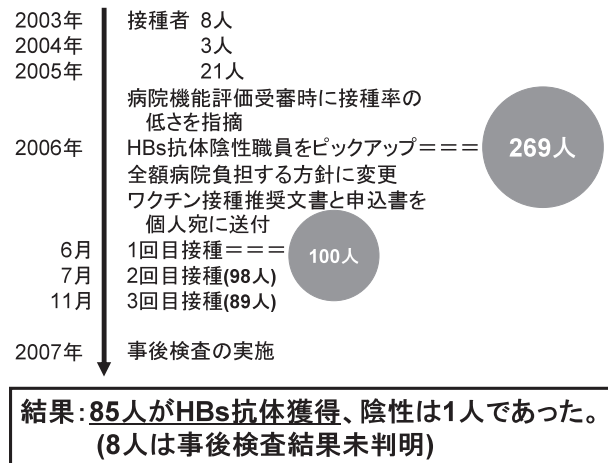 2003年 接種者 8人
2004年 3人
2005年 21人
病院機能評価受審時に接種率の
低さを指摘
2006年 HBs抗体陰性職員をピックアップ＝＝＝ 269人
全額病院負担する方針に変更
ワクチン接種推奨文書と申込書を
個人宛に送付
6月 1回目接種＝＝＝ 100人
7月 2回目接種(98人)
11月 3回目接種(89人)
2007年 事後検査の実施
結果：85人がHBs抗体獲得、陰性は1人であった。
(8人は事後検査結果未判明)